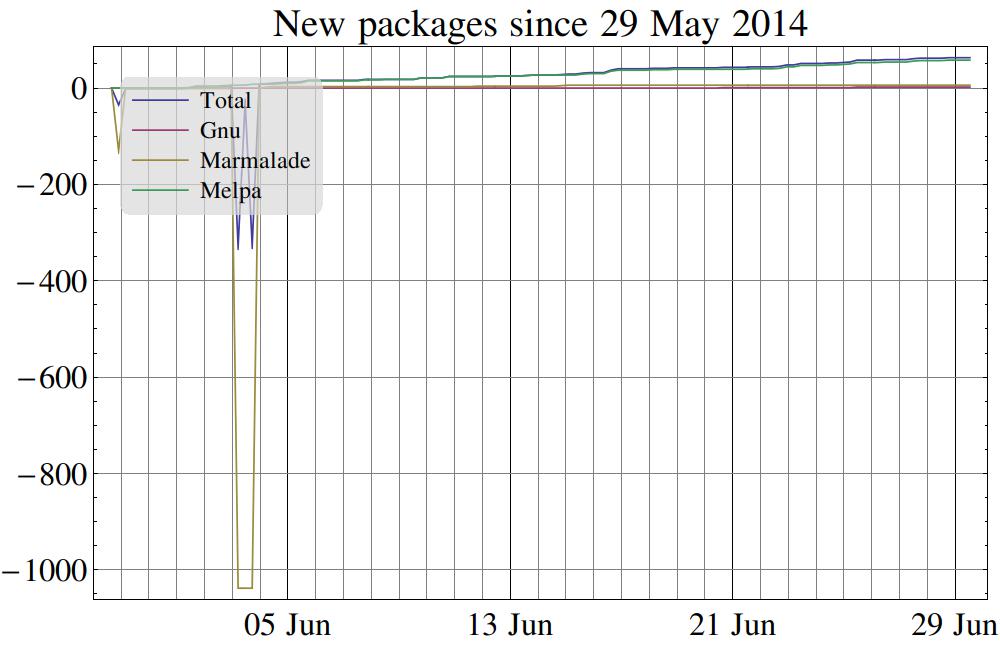 New packages since 29 May 2014
0
−200
−400
−600
−800
−1000
Total
Gnu
Marmalade
Melpa
05 Jun
13 Jun
21 Jun
29 Jun